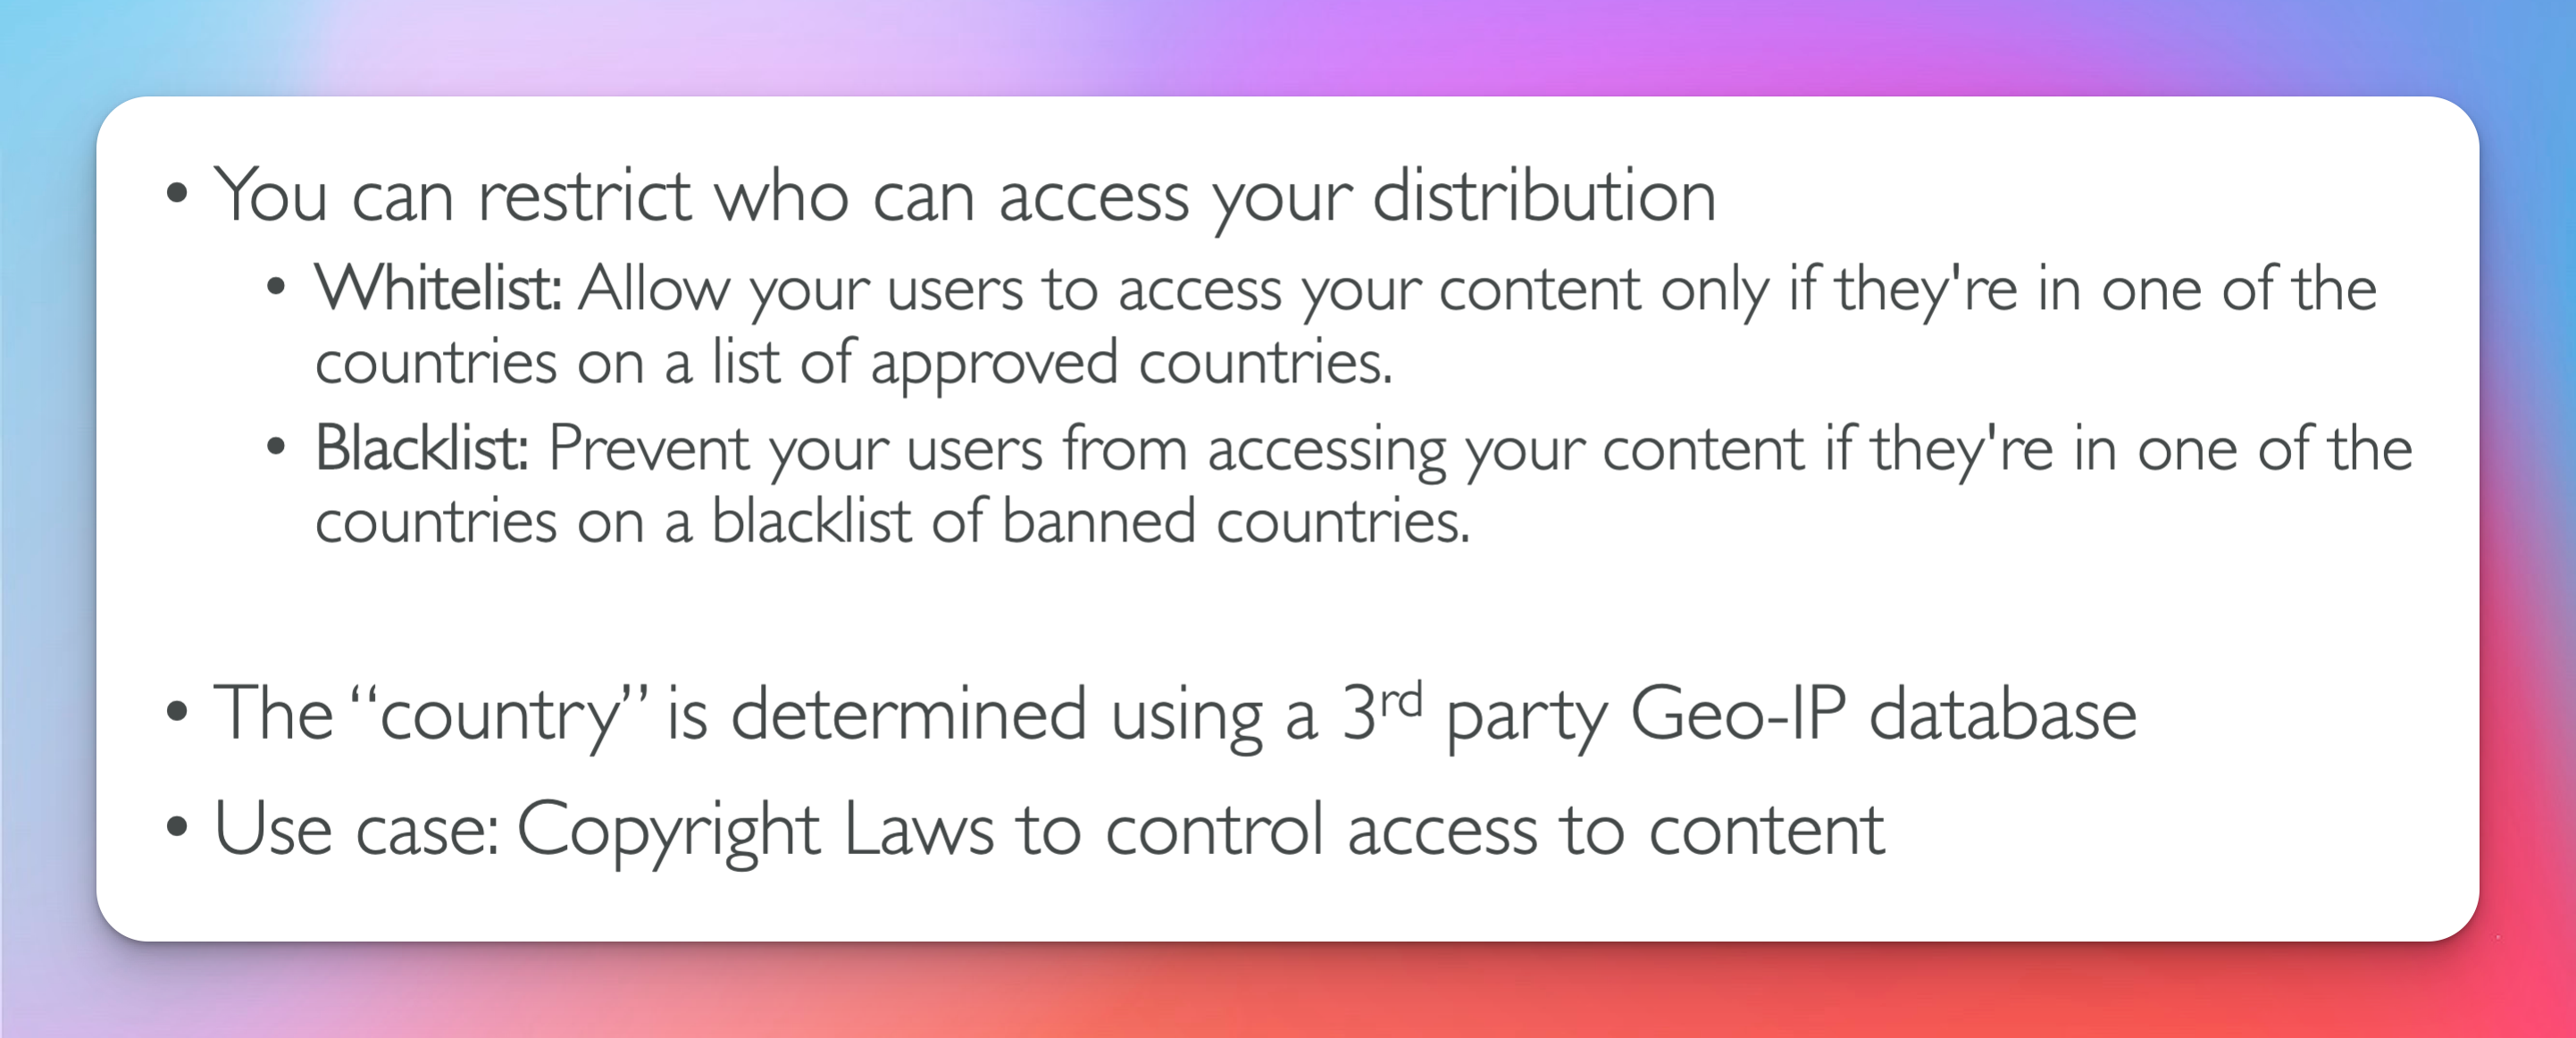 • You can restrict who can access your distribution
• Whitelist: Allow your users to access your content only if they're in one of the
countries on a list of approved countries.
• Blacklist: Prevent your users from accessing your content if they're in one of the
countries on a blacklist of banned countries.
• The “country” is determined using a 3rd party Geo-IP database
• Use case: Copyright Laws to control access to content